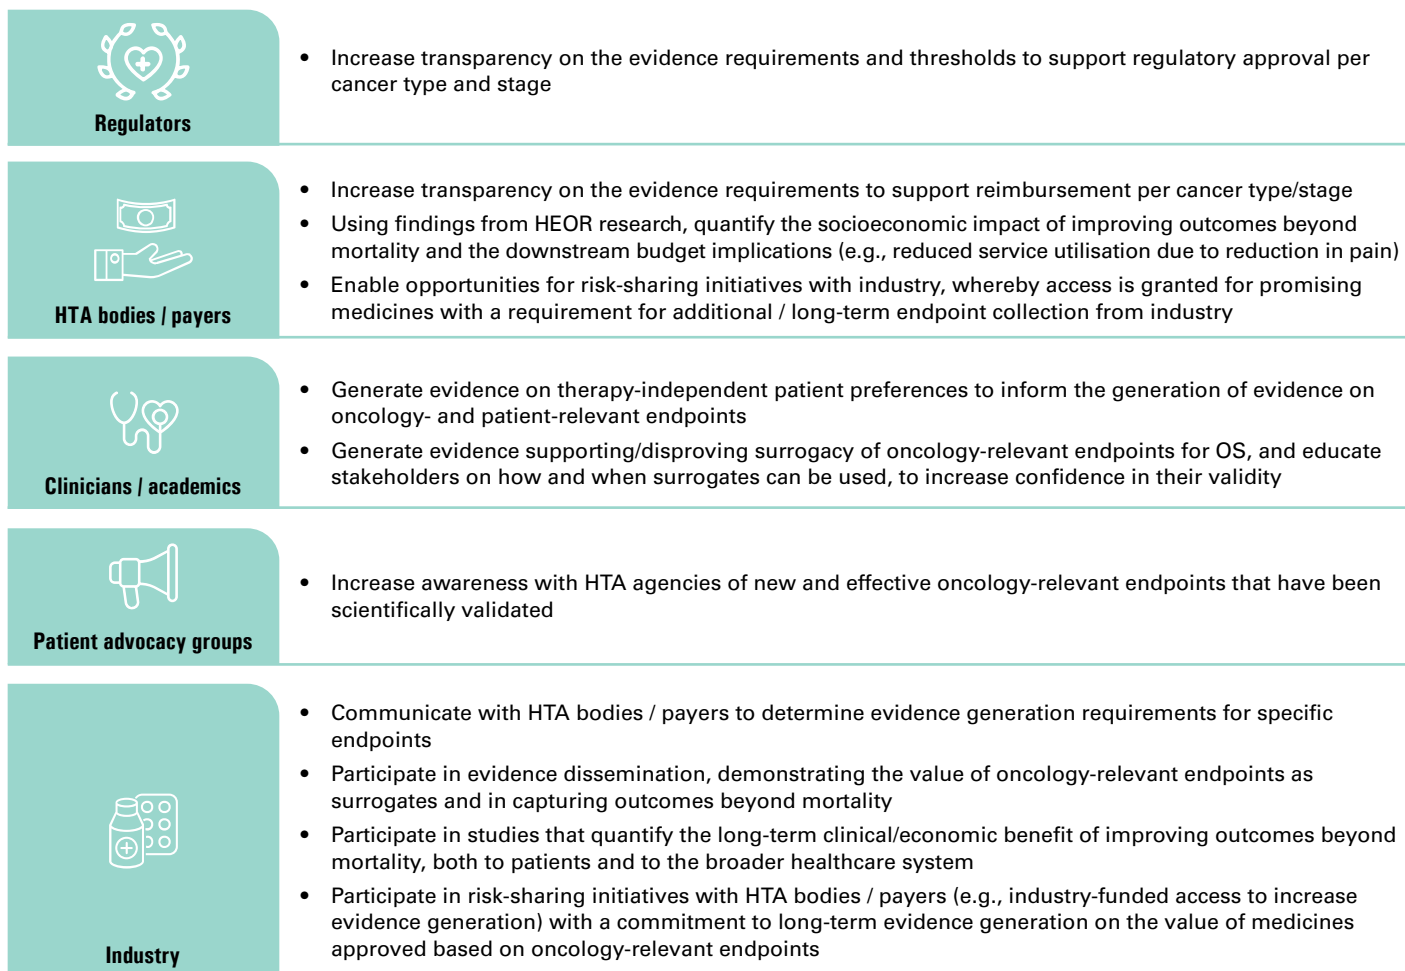 Regulators
• Increase transparency on the evidence requirements and thresholds to support regulatory approval per
cancer type and stage
HTA bodies / payers
• Increase transparency on the evidence requirements to support reimbursement per cancer type/stage
• Using findings from HEOR research, quantify the socioeconomic impact of improving outcomes beyond
mortality and the downstream budget implications (e.g., reduced service utilisation due to reduction in pain)
• Enable opportunities for risk-sharing initiatives with industry, whereby access is granted for promising
medicines with a requirement for additional / long-term endpoint collection from industry
Clinicians / academics
• Generate evidence on therapy-independent patient preferences to inform the generation of evidence on
oncology- and patient-relevant endpoints
• Generate evidence supporting/disproving surrogacy of oncology-relevant endpoints for OS, and educate
stakeholders on how and when surrogates can be used, to increase confidence in their validity
Patient advocacy groups
• Increase awareness with HTA agencies of new and effective oncology-relevant endpoints that have been
scientifically validated
Industry
• Communicate with HTA bodies / payers to determine evidence generation requirements for specific
endpoints
• Participate in evidence dissemination, demonstrating the value of oncology-relevant endpoints as
surrogates and in capturing outcomes beyond mortality
• Participate in studies that quantify the long-term clinical/economic benefit of improving outcomes beyond
mortality, both to patients and to the broader healthcare system
• Participate in risk-sharing initiatives with HTA bodies / payers (e.g., industry-funded access to increase
evidence generation) with a commitment to long-term evidence generation on the value of medicines
approved based on oncology-relevant endpoints